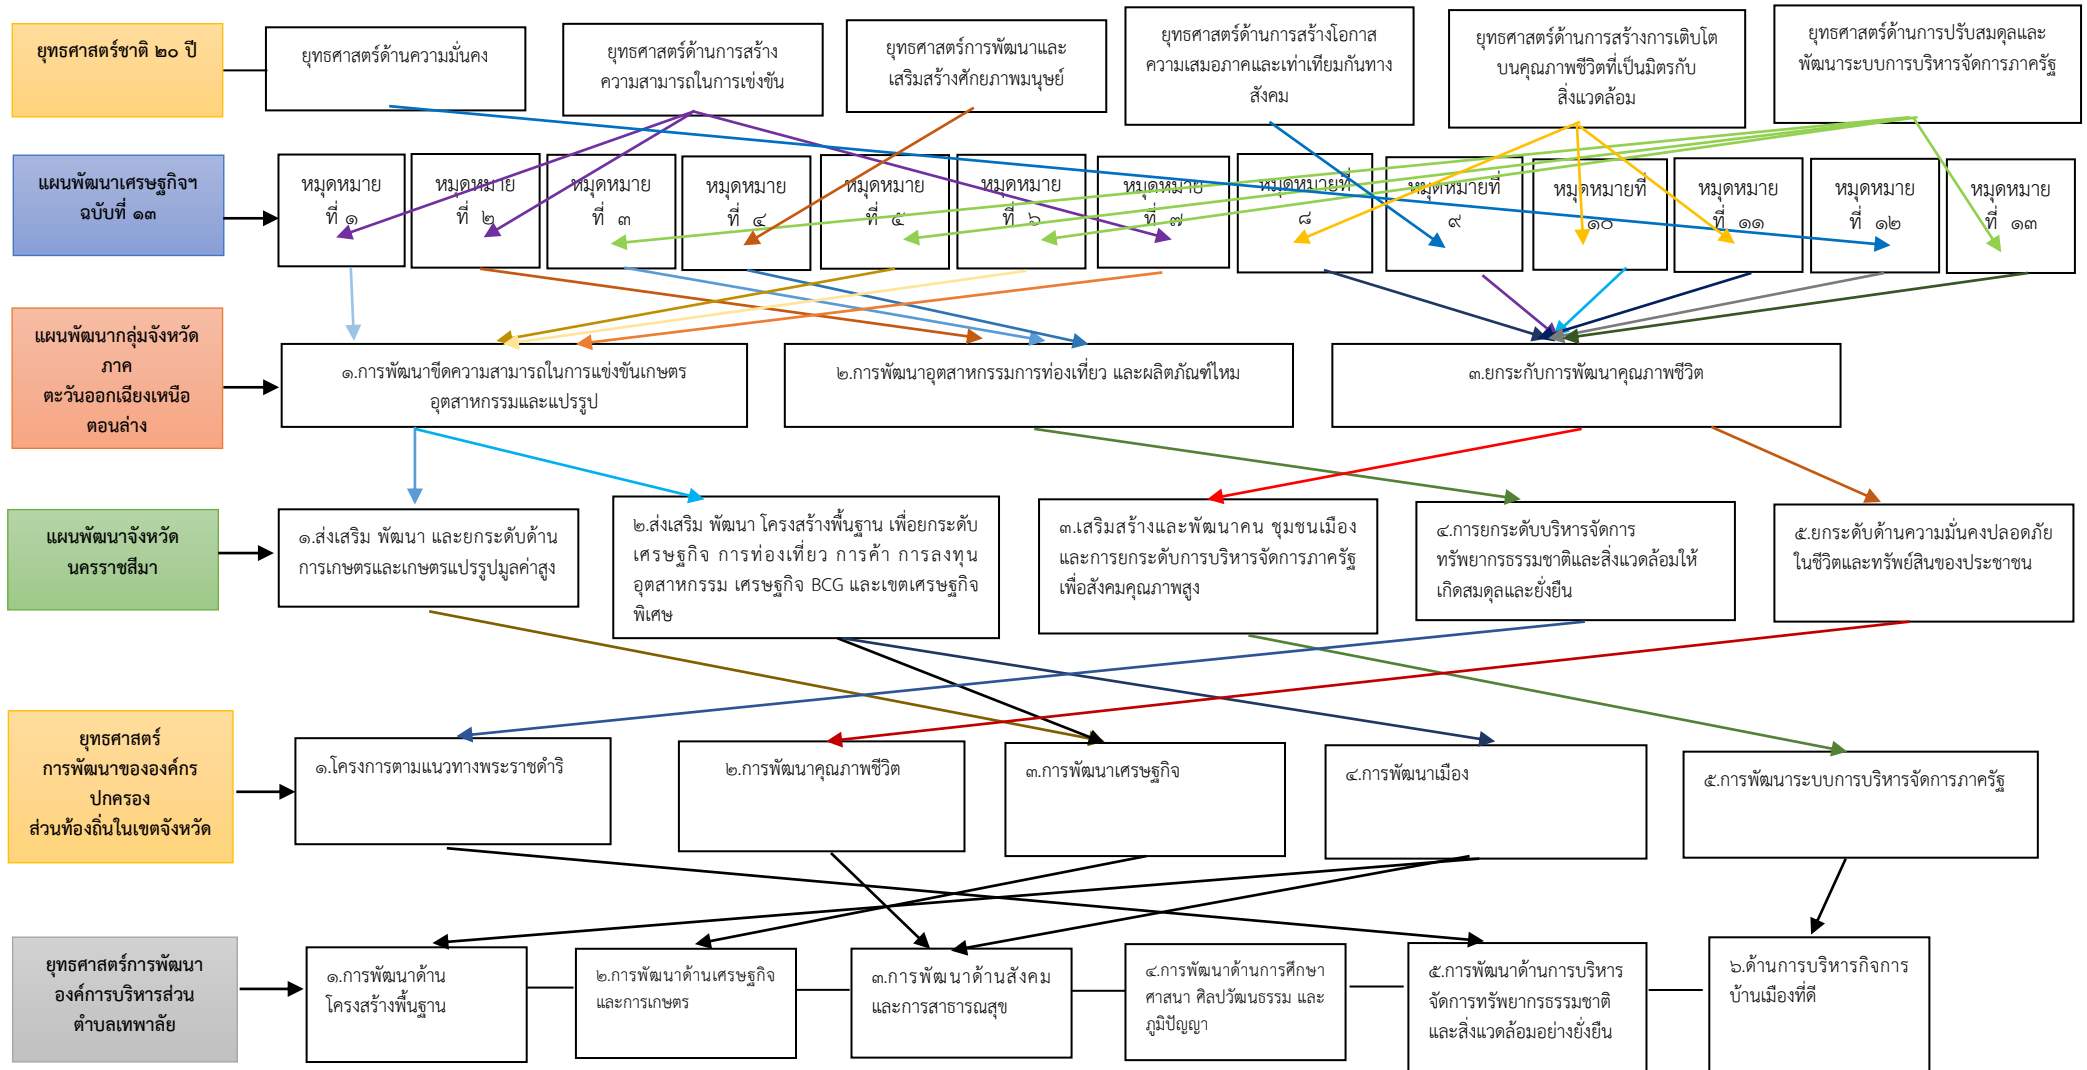 ยุทธศาสตร์ชาติ ๒๐ ปี
ยุทธศาสตร์ด้านความมั่นคง
ยุทธศาสตร์ด้านการสร้าง
ความสามารถในการเข่งขัน
ยุทธศาสตร์การพัฒนาและ
เสริมสร้างศักยภาพมนุษย์
ยุทธศาสตร์ด้านการสร้างโอกาส
ความเสมอภาคและเท่าเทียมกันทาง
สังคม
ยุทธศาสตร์ด้านการสร้างการเติบโต
บนคุณภาพชีวิตที่เป็นมิตรกับ
สิ่งแวดล้อม
ยุทธศาสตร์ด้านการปรับสมดุลและ
พัฒนาระบบการบริหารจัดการภาครัฐ
แผนพัฒนาเศรษฐกิจฯ
ฉบับที่ ๑๓
หมุดหมาย
ที่ ๑
หมุดหมาย
ที่ ๒
หมุดหมาย
ที่ ๓
หมุดหมาย
ที่ ๔
หมุดหมาย
ที่ ๕
หมุดหมาย
ที่ ๖
หมุดหมาย
ที่ ๗
หมุดหมายที่
๘
หมุดหมายที่
๙
หมุดหมายที่
๑๐
หมุดหมาย
ที่ ๑๑
หมุดหมาย
ที่ ๑๒
หมุดหมาย
ที่ ๑๓
แผนพัฒนากลุ่มจังหวัด
ภาค
ตะวันออกเฉียงเหนือ
ตอนล่าง
๑.การพัฒนาขีดความสามารถในการแข่งขันเกษตร
อุตสาหกรรมและแปรรูป
๒.การพัฒนาอุตสาหกรรมการท่องเที่ยว และผลิตภัณฑ์ไหม
๓.ยกระดับการพัฒนาคุณภาพชีวิต
แผนพัฒนาจังหวัด
นครราชสีมา
๑.ส่งเสริม พัฒนา และยกระดับด้าน
การเกษตรและเกษตรแปรรูปมูลค่าสูง
๒.ส่งเสริม พัฒนา โครงสร้างพื้นฐาน เพื่อยกระดับ
เศรษฐกิจ การท่องเที่ยว การค้า การลงทุน
อุตสาหกรรม เศรษฐกิจ BCG และเขตเศรษฐกิจ
พิเศษ
๓.เสริมสร้างและพัฒนาคน ชุมชนเมือง
และการยกระดับการบริหารจัดการภาครัฐ
เพื่อสังคมคุณภาพสูง
๔.การยกระดับบริหารจัดการ
ทรัพยากรธรรมชาติและสิ่งแวดล้อมให้
เกิดสมดุลและยั่งยืน
๕.ยกระดับด้านความมั่นคงปลอดภัย
ในชีวิตและทรัพย์สินของประชาชน
ยุทธศาสตร์
การพัฒนาขององค์กร
ปกครอง
ส่วนท้องถิ่นในเขตจังหวัด
๑.โครงการตามแนวทางพระราชดำริ
๒.การพัฒนาคุณภาพชีวิต
๓.การพัฒนาเศรษฐกิจ
๔.การพัฒนาเมือง
๕.การพัฒนาระบบการบริหารจัดการภาครัฐ
ยุทธศาสตร์การพัฒนา
องค์การบริหารส่วน
ตำบลเทพาลัย
๑.การพัฒนาด้าน
โครงสร้างพื้นฐาน
๒.การพัฒนาด้านเศรษฐกิจ
และการเกษตร
๓.การพัฒนาด้านสังคม
และการสาธารณสุข
๔.การพัฒนาด้านการศึกษา
ศาสนา ศิลปวัฒนธรรม และ
ภูมิปัญญา
๕.การพัฒนาด้านการบริหาร
จัดการทรัพยากรธรรมชาติ
และสิ่งแวดล้อมอย่างยั่งยืน
๖.ด้านการบริหารกิจการ
บ้านเมืองที่ดี